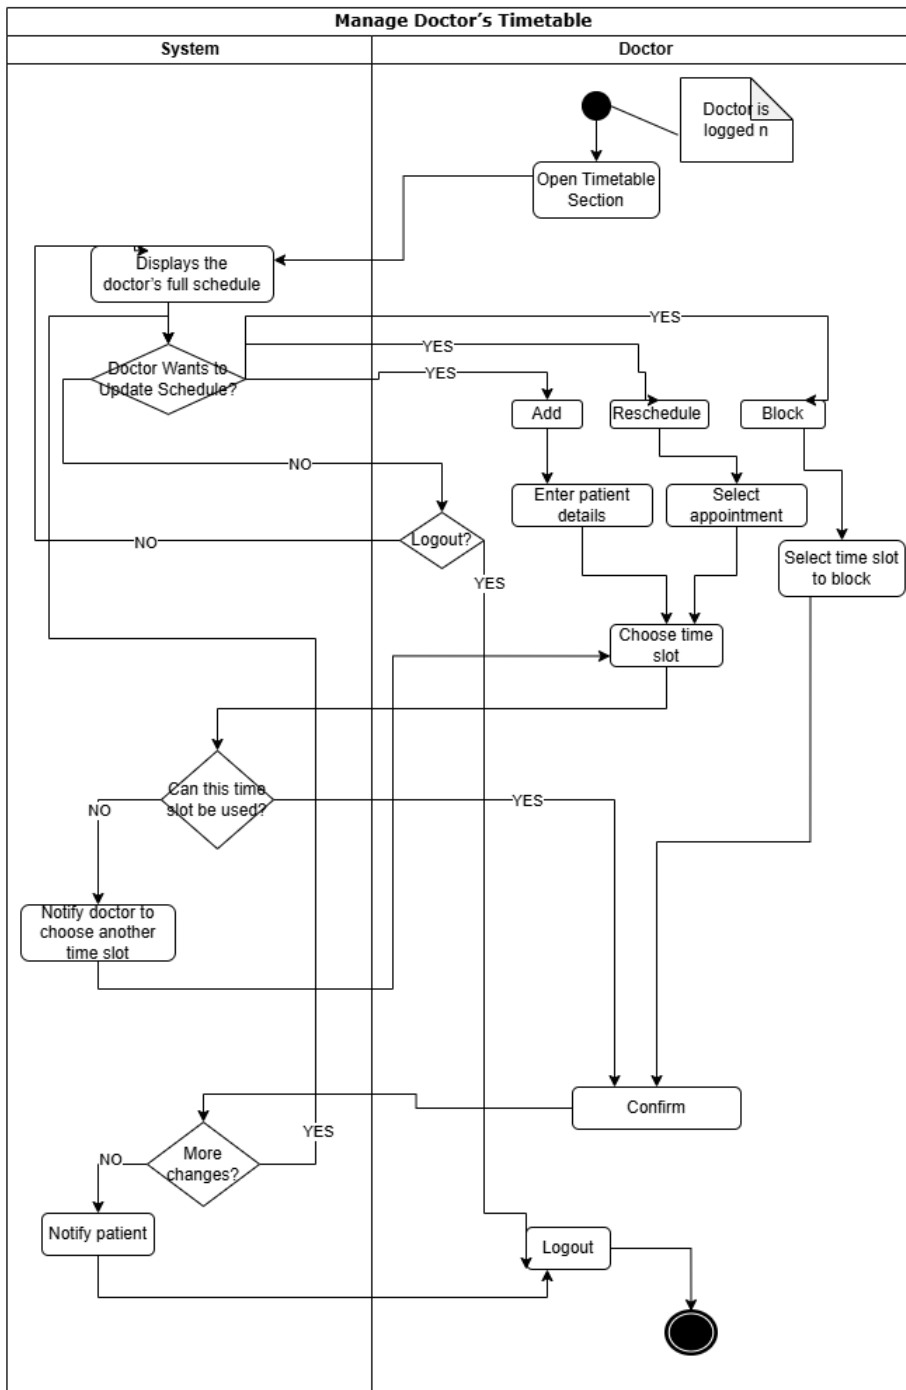 Manage Doctor's Timetable
System
Doctor
Doctor is
logged n
Open Timetable
Section
Displays the
doctor's full schedule
YES
YES
YES
Doctor Wants to
Update Schedule?
Add
Reschedule
Block
NO
Enter patient
details
Select
appointment
Logout?
NO
YES
Select time slot
to block
Choose time
slot
Can this time
slot be used?
NO
YES
Notify doctor to
choose another
time slot
Confirm
YES
More
changes?
NO
Notify patient
Logout